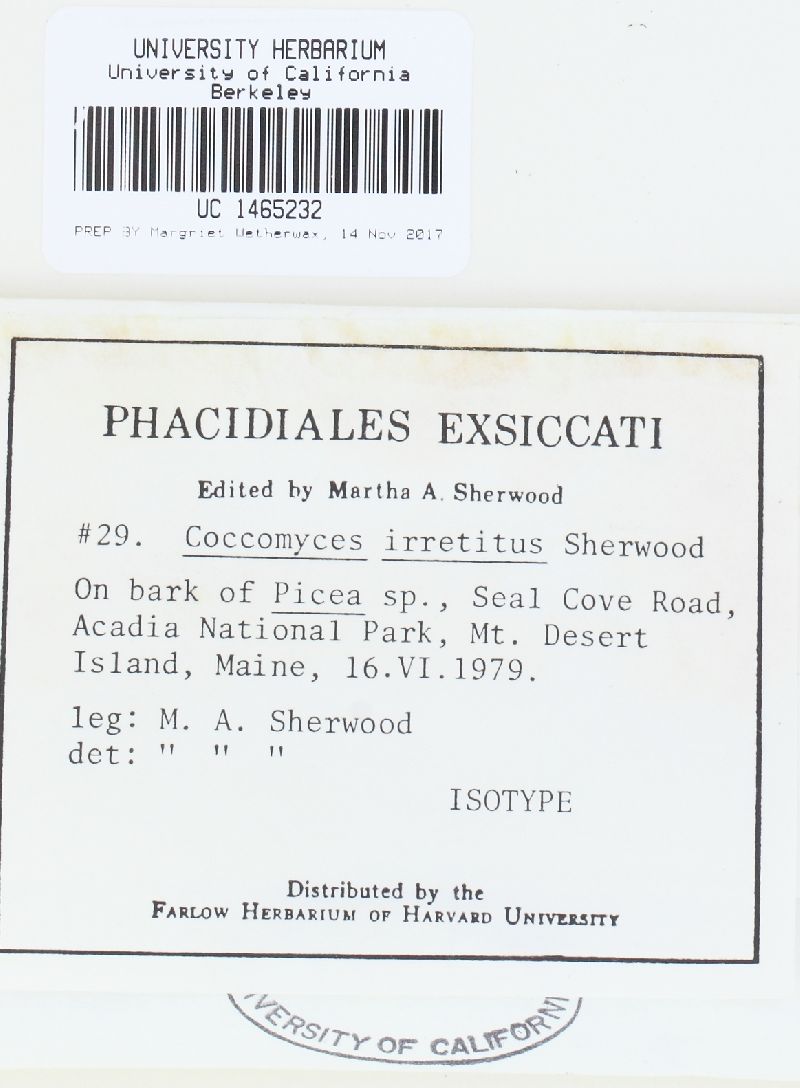 UNIVERSITY HERBARIUM
University of California
Berkeley
UC 1465232
PREP BY Margriet Wetherwax, 14 Nov 2017
PHACIDIALES EXSICCATI
Edited by Martha A. Sherwood
#29. Coccomyces irretitus Sherwood
On bark of Picea sp., Seal Cove Road,
Acadia National Park, Mt. Desert
Island, Maine, 16.VI.1979.
leg: M. A. Sherwood
det: " " "
ISOTYPE
Distributed by the
FARLOW HERBARIUM OF HARVARD UNIVERSITY
VERSITY OF CALIFORNI